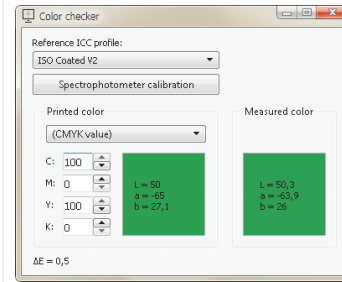 Color checker
Reference ICC profile:
ISO Coated V2
Spectrophotometer calibration
Printed color
Measured color
(CMYK value)
C: 100
M: 0
Y: 100
K: 0
L = 50
a = -65
b = 27,1
L = 50,3
a = -63,9
b = 26
ΔE = 0,5